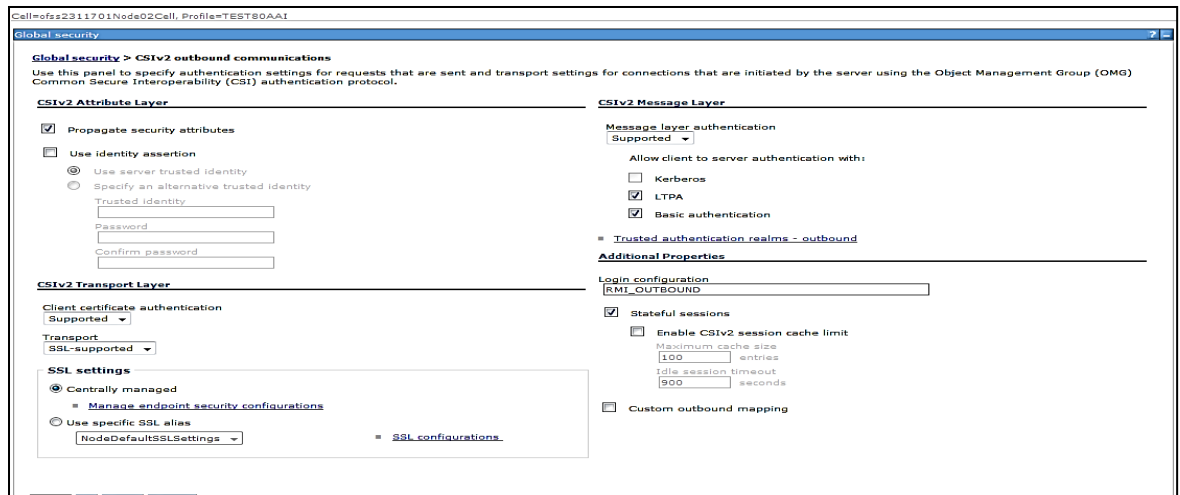 Cell=ofss2311701Node02Cell, Profile=TEST80AAI
Global security
? 
Global security > CSIv2 outbound communications
Use this panel to specify authentication settings for requests that are sent and transport settings for connections that are initiated by the server using the Object Management Group (OMG)
Common Secure Interoperability (CSI) authentication protocol.
CSIv2 Attribute Layer
Propagate security attributes
Use identity assertion
Use server trusted identity
Specify an alternative trusted identity
Trusted identity
Password
Confirm password
CSIv2 Transport Layer
Client certificate authentication
Supported
Transport
SSL-supported
SSL settings
Centrally managed
Manage endpoint security configurations
Use specific SSL alias
NodeDefaultSSLSettings
SSL configurations
CSIv2 Message Layer
Message layer authentication
Supported
Allow client to server authentication with:
Kerberos
LTPA
Basic authentication
Trusted authentication realms - outbound
Additional Properties
Login configuration
RMI_OUTBOUND
Stateful sessions
Enable CSIv2 session cache limit
Maximum cache size
100 entries
Idle session timeout
900 seconds
Custom outbound mapping